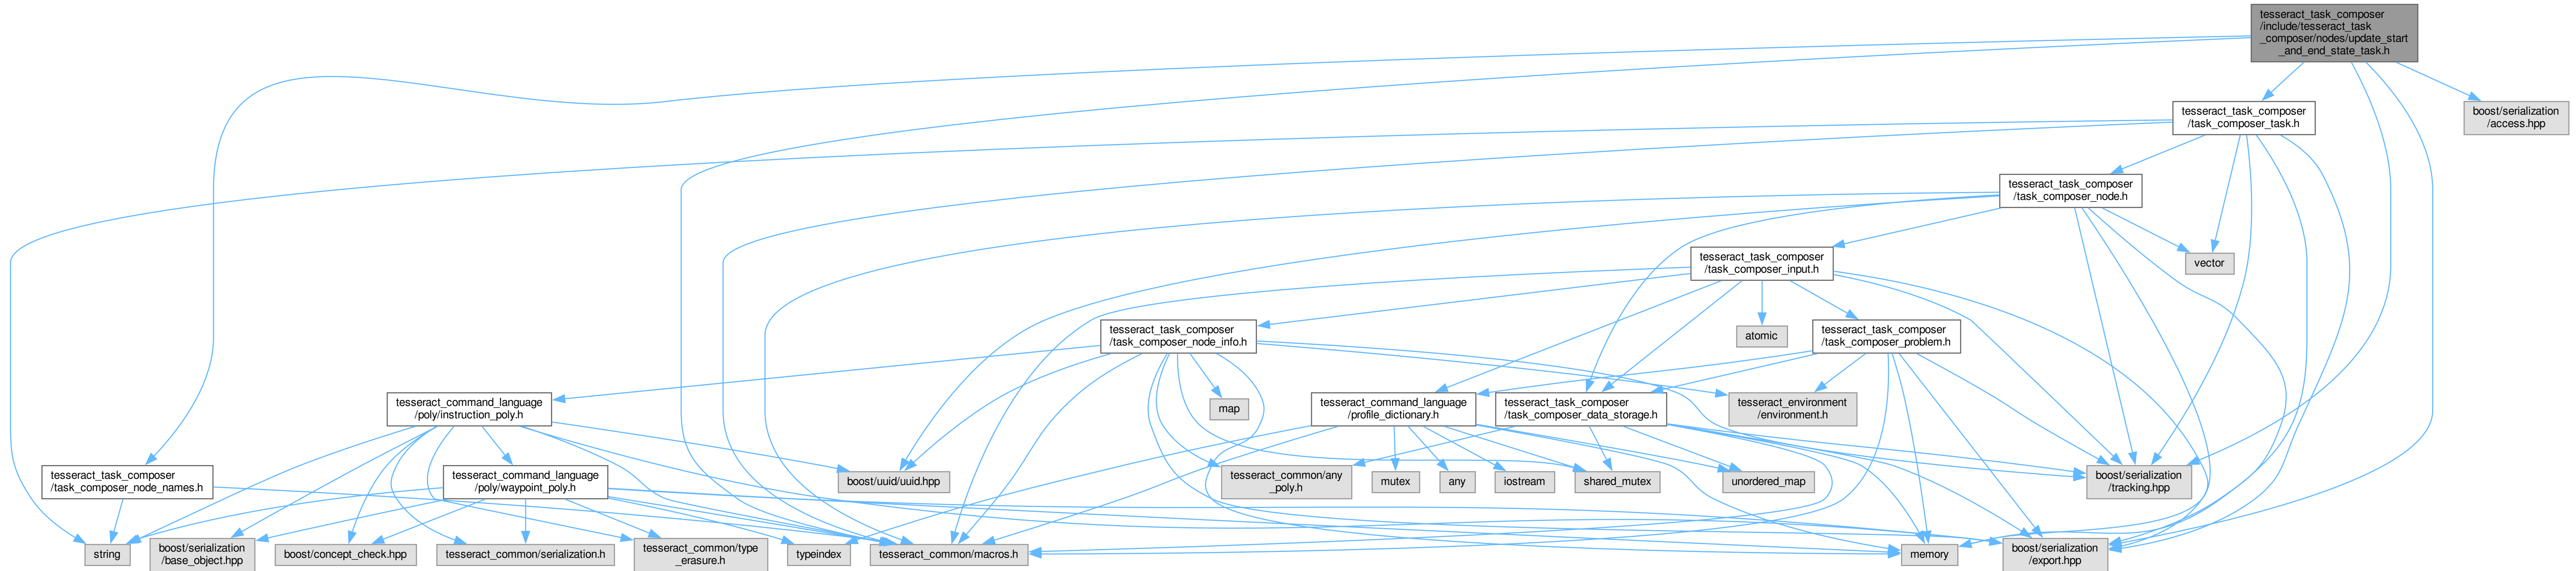 tesseract_task_composer
/include/tesseract_task
_composer/nodes/update_start
_and_end_state_task.h
tesseract_task_composer
/task_composer_task.h
boost/serialization
/access.hpp
tesseract_task_composer
/task_composer_node.h
vector
tesseract_task_composer
/task_composer_input.h
tesseract_task_composer
/task_composer_node_info.h
atomic
tesseract_task_composer
/task_composer_problem.h
tesseract_command_language
/poly/instruction_poly.h
map
tesseract_command_language
/profile_dictionary.h
tesseract_task_composer
/task_composer_data_storage.h
tesseract_environment
/environment.h
tesseract_task_composer
/task_composer_node_names.h
tesseract_command_language
/poly/waypoint_poly.h
boost/uuid/uuid.hpp
tesseract_common/any
_poly.h
mutex
any
iostream
shared_mutex
unordered_map
boost/serialization
/tracking.hpp
string
boost/serialization
/base_object.hpp
boost/concept_check.hpp
tesseract_common/serialization.h
tesseract_common/type
_erasure.h
typeindex
tesseract_common/macros.h
memory
boost/serialization
/export.hpp